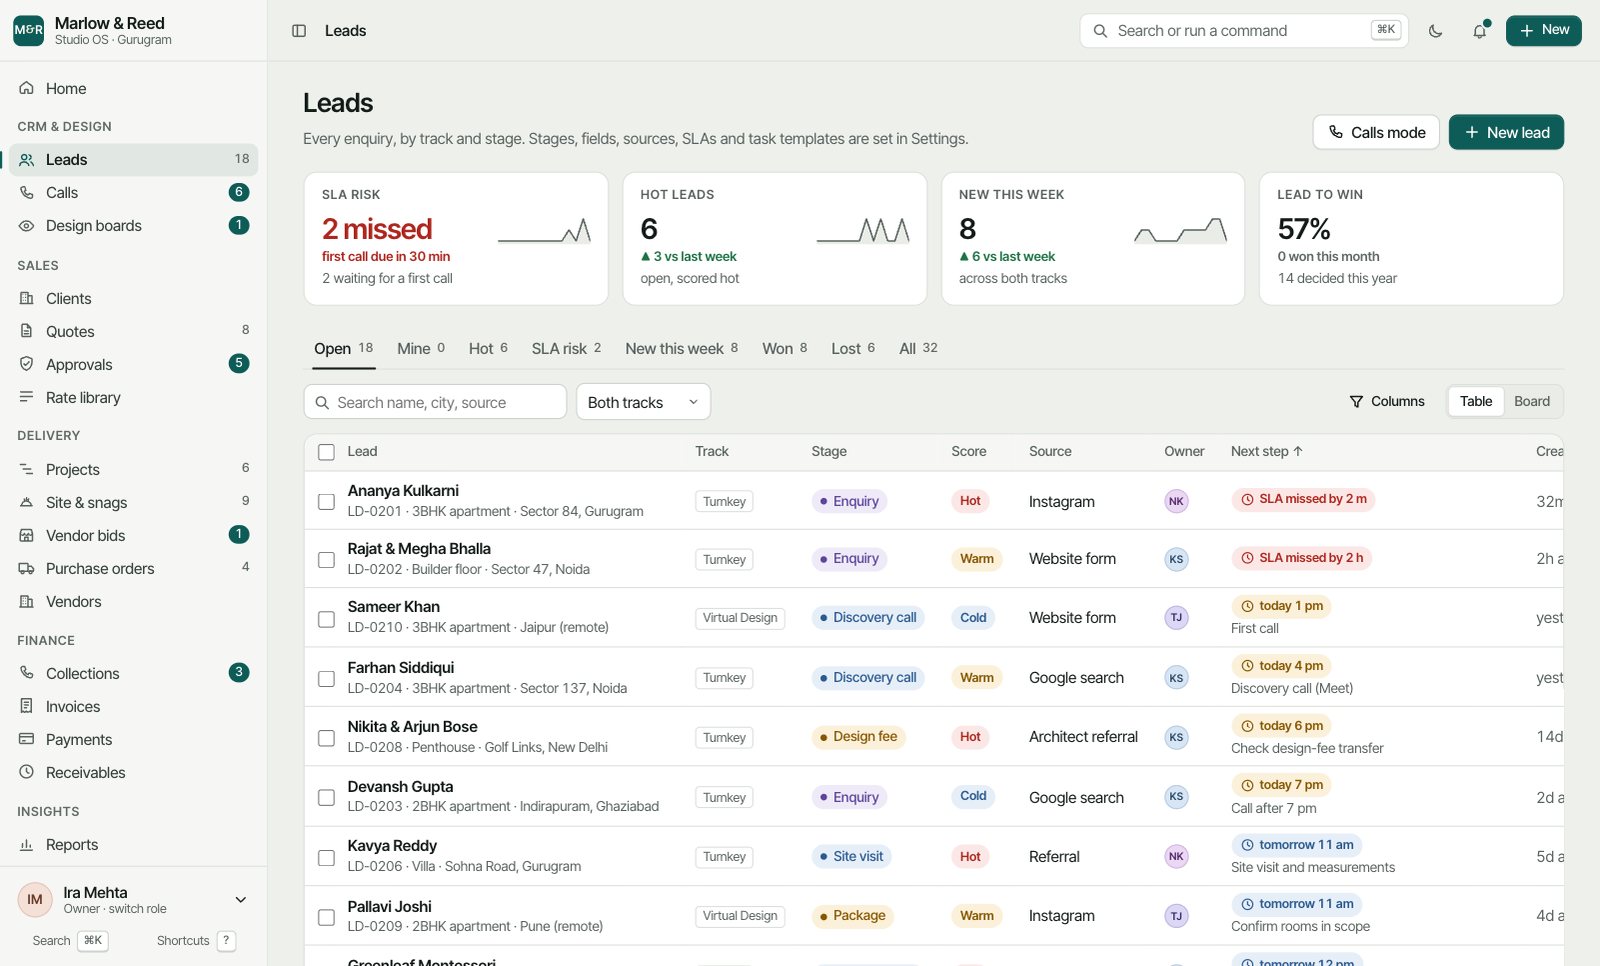 M&R
Marlow & Reed
Studio OS · Gurugram
Home
CRM & DESIGN
Leads 18
Calls 6
Design boards 1
SALES
Clients
Quotes 8
Approvals 5
Rate library
DELIVERY
Projects 6
Site & snags 9
Vendor bids 1
Purchase orders 4
Vendors
FINANCE
Collections 3
Invoices
Payments
Receivables
INSIGHTS
Reports
IM
Ira Mehta
Owner · switch role
Search ⌘K Shortcuts ?
Leads
Search or run a command ⌘K
New
Leads
Every enquiry, by track and stage. Stages, fields, sources, SLAs and task templates are set in Settings.
Calls mode
New lead
SLA RISK
2 missed
first call due in 30 min
2 waiting for a first call
HOT LEADS
6
▲ 3 vs last week
open, scored hot
NEW THIS WEEK
8
▲ 6 vs last week
across both tracks
LEAD TO WIN
57%
0 won this month
14 decided this year
Open 18 Mine 0 Hot 6 SLA risk 2 New this week 8 Won 8 Lost 6 All 32
Search name, city, source
Both tracks
Columns
Table Board
Lead Track Stage Score Source Owner Next step ↑ Crea
Ananya Kulkarni
LD-0201 · 3BHK apartment · Sector 84, Gurugram
Turnkey Enquiry Hot Instagram NK SLA missed by 2 m 32m
Rajat & Megha Bhalla
LD-0202 · Builder floor · Sector 47, Noida
Turnkey Enquiry Warm Website form KS SLA missed by 2 h 2h a
Sameer Khan
LD-0210 · 3BHK apartment · Jaipur (remote)
Virtual Design Discovery call Cold Website form TJ today 1 pm yest
First call
Farhan Siddiqui
LD-0204 · 3BHK apartment · Sector 137, Noida
Turnkey Discovery call Warm Google search KS today 4 pm yest
Discovery call (Meet)
Nikita & Arjun Bose
LD-0208 · Penthouse · Golf Links, New Delhi
Turnkey Design fee Hot Architect referral KS today 6 pm 14d
Check design-fee transfer
Devansh Gupta
LD-0203 · 2BHK apartment · Indirapuram, Ghaziabad
Turnkey Enquiry Cold Google search KS today 7 pm 2d a
Call after 7 pm
Kavya Reddy
LD-0206 · Villa · Sohna Road, Gurugram
Turnkey Site visit Hot Referral NK tomorrow 11 am 5d a
Site visit and measurements
Pallavi Joshi
LD-0209 · 2BHK apartment · Pune (remote)
Virtual Design Package Warm Instagram TJ tomorrow 11 am 4d a
Confirm rooms in scope
Greenleaf Montessori
tomorrow 12 pm